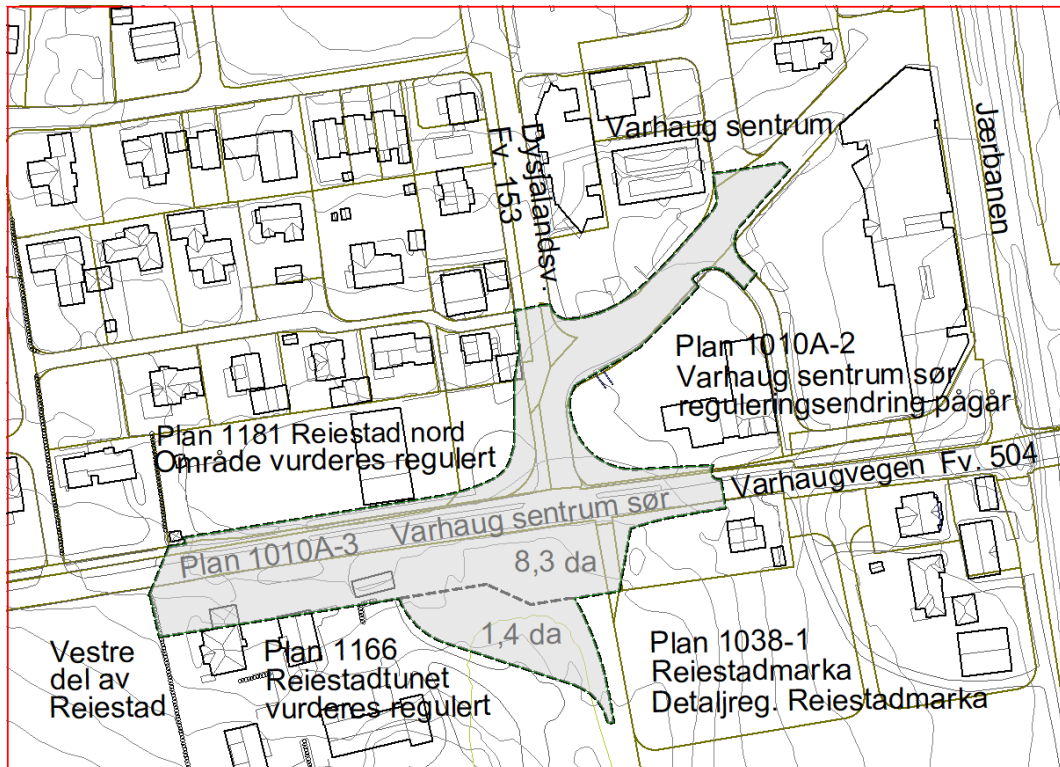 Varhaug sentrum
Jærbanen
Dysjalandsv.
Fv. 153
Plan 1010A-2
Varhaug sentrum sør
reguleringsendring pågår
Plan 1181 Reiestad nord
Område vurderes regulert
Varhaugvegen Fv. 504
Plan 1010A-3 Varhaug sentrum sør
8,3 da
1,4 da
Vestre
del av
Reiestad
Plan 1166
Reiestadtunet
vurderes regulert
Plan 1038-1
Reiestadmarka
Detaljreg. Reiestadmarka